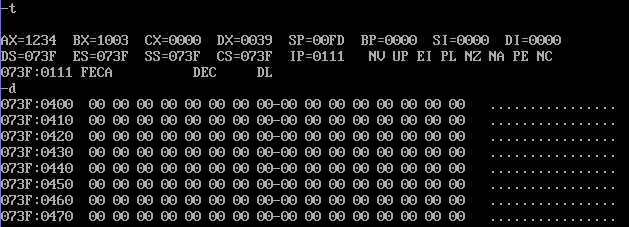 -t
AX=1234 BX=1003 CX=0000 DX=0039 SP=00FD BP=0000 SI=0000 DI=0000
DS=073F ES=073F SS=073F CS=073F IP=0111 NV UP EI PL NZ NA PE NC
073F:0111 FECA DEC DL
-d
073F:0400 00 00 00 00 00 00 00 00-00 00 00 00 00 00 00 00 ................
073F:0410 00 00 00 00 00 00 00 00-00 00 00 00 00 00 00 00 ................
073F:0420 00 00 00 00 00 00 00 00-00 00 00 00 00 00 00 00 ................
073F:0430 00 00 00 00 00 00 00 00-00 00 00 00 00 00 00 00 ................
073F:0440 00 00 00 00 00 00 00 00-00 00 00 00 00 00 00 00 ................
073F:0450 00 00 00 00 00 00 00 00-00 00 00 00 00 00 00 00 ................
073F:0460 00 00 00 00 00 00 00 00-00 00 00 00 00 00 00 00 ................
073F:0470 00 00 00 00 00 00 00 00-00 00 00 00 00 00 00 00 ................